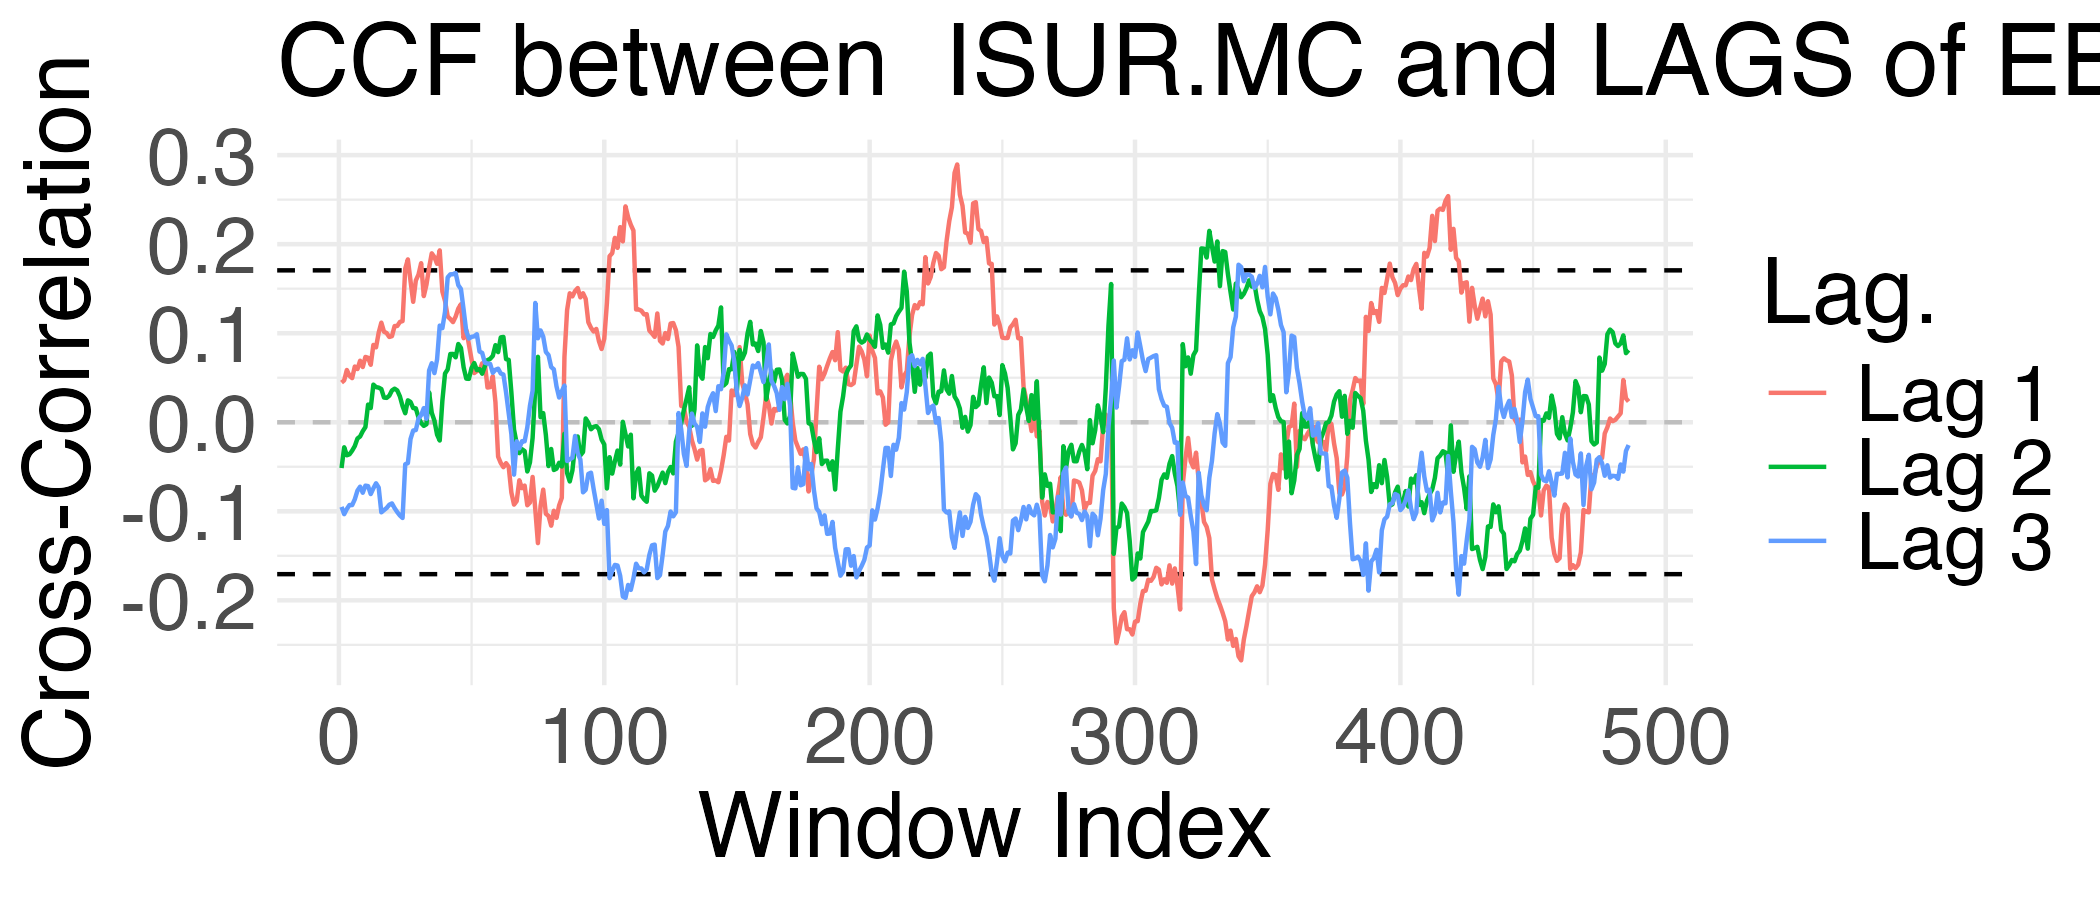 CCF between ISUR.MC and LAGS of EE
Cross-Correlation
0.3
0.2
0.1
0.0
-0.1
-0.2
0 100 200 300 400 500
Window Index
Lag.
Lag 1
Lag 2
Lag 3